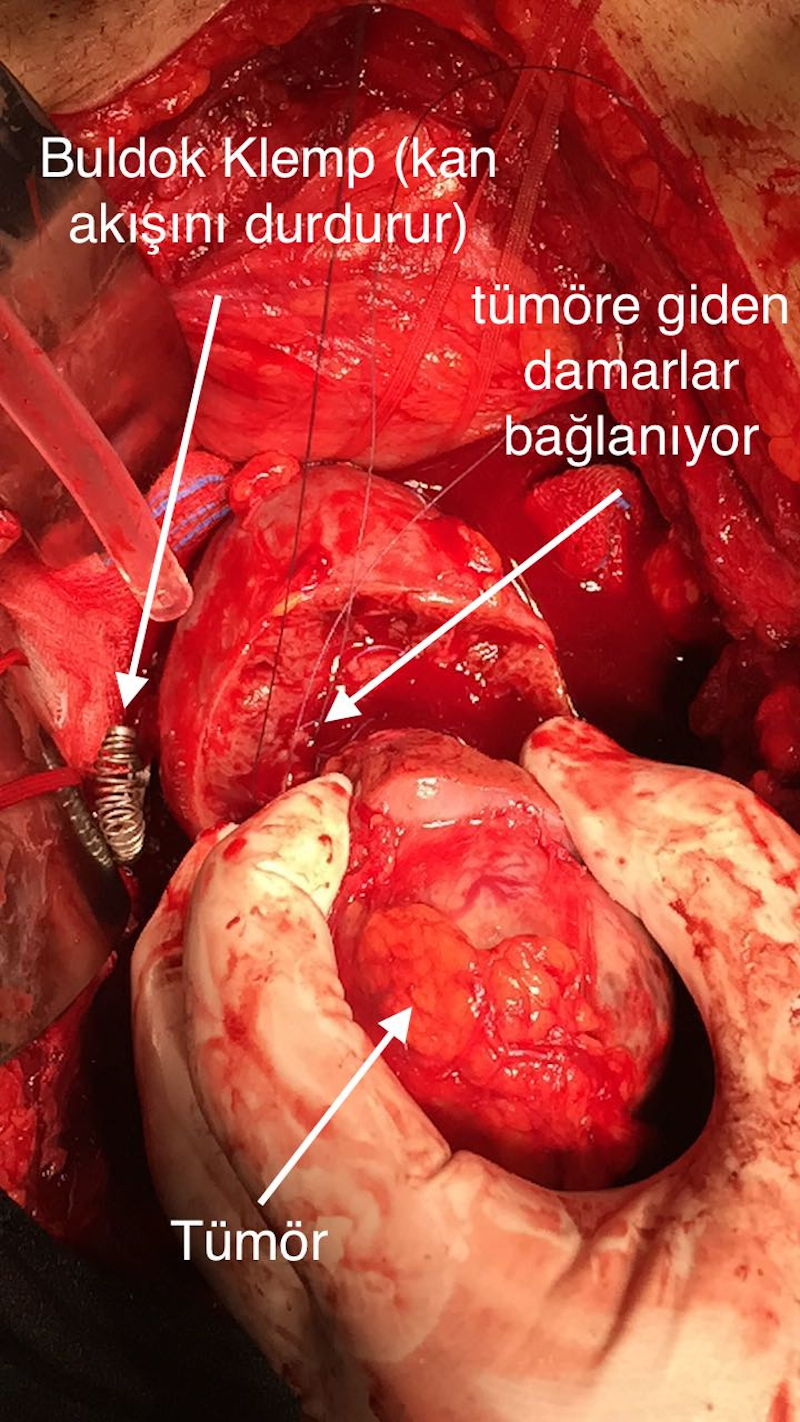 Buldok Klemp (kan
akışını durdurur)
tümöre giden
damarlar
bağlanıyor
Tümör